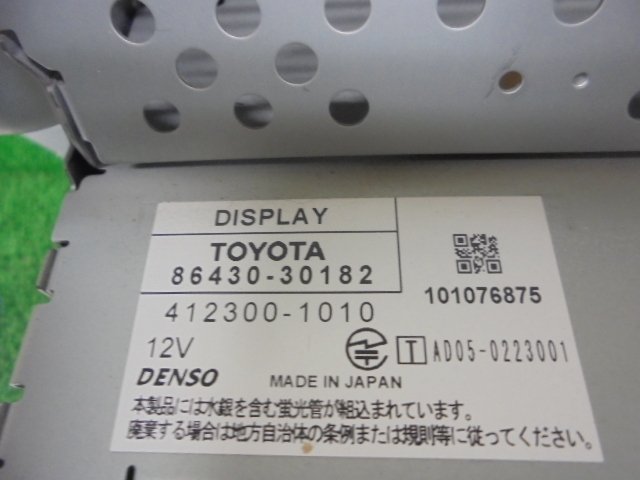 DISPLAY
TOYOTA
86430-30182
101076875
412300-1010
12V
T AD05-0223001
DENSO
MADE IN JAPAN
本製品には水銀を含む蛍光管が組込まれています。
廃棄する場合は地方自治体の条例または規則等に従ってください。